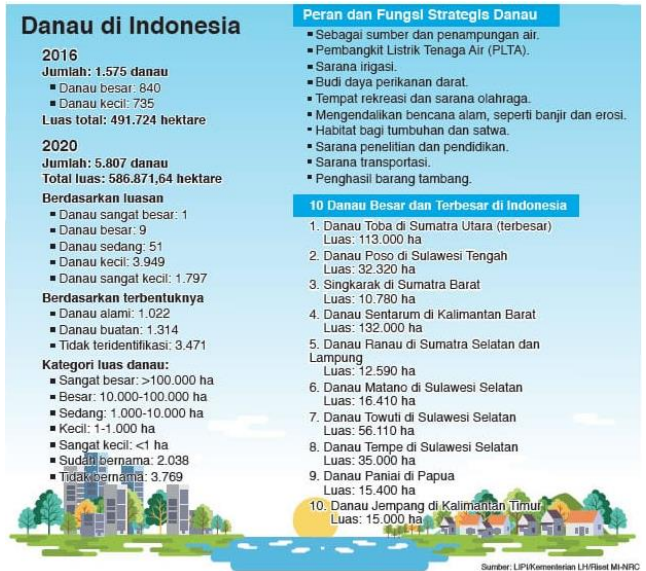 Danau di Indonesia
2016
Jumlah: 1.575 danau
▪ Danau besar: 840
▪ Danau kecil: 735
Luas total: 491.724 hektare
2020
Jumlah: 5.807 danau
Total luas: 586.871,64 hektare
Berdasarkan luasan
▪ Danau sangat besar: 1
▪ Danau besar: 9
▪ Danau sedang: 51
▪ Danau kecil: 3.949
▪ Danau sangat kecil: 1.797
Berdasarkan terbentuknya
▪ Danau alami: 1.022
▪ Danau buatan: 1.314
▪ Tidak teridentifikasi: 3.471
Kategori luas danau:
▪ Sangat besar: >100.000 ha
▪ Besar: 10.000-100.000 ha
▪ Sedang: 1.000-10.000 ha
▪ Kecil: 1-1.000 ha
▪ Sangat kecil: <1 ha
▪ Sudah bernama: 2.038
▪ Tidak bernama: 3.769
Peran dan Fungsi Strategis Danau
▪ Sebagai sumber dan penampungan air.
▪ Pembangkit Listrik Tenaga Air (PLTA).
▪ Sarana irigasi.
▪ Budi daya perikanan darat.
▪ Tempat rekreasi dan sarana olahraga.
▪ Mengendalikan bencana alam, seperti banjir dan erosi.
▪ Habitat bagi tumbuhan dan satwa.
▪ Sarana penelitian dan pendidikan.
▪ Sarana transportasi.
▪ Penghasil barang tambang.
10 Danau Besar dan Terbesar di Indonesia
1. Danau Toba di Sumatra Utara (terbesar)
Luas: 113.000 ha
2. Danau Poso di Sulawesi Tengah
Luas: 32.320 ha
3. Singkarak di Sumatra Barat
Luas: 10.780 ha
4. Danau Sentarum di Kalimantan Barat
Luas: 132.000 ha
5. Danau Ranau di Sumatra Selatan dan
Lampung
Luas: 12.590 ha
6. Danau Matano di Sulawesi Selatan
Luas: 16.410 ha
7. Danau Towuti di Sulawesi Selatan
Luas: 56.110 ha
8. Danau Tempe di Sulawesi Selatan
Luas: 35.000 ha
9. Danau Paniai di Papua
Luas: 15.400 ha
10. Danau Jempang di Kalimantan Timur
Luas: 15.000 ha
Sumber: LIPI/Kementerian LH/Riset MI-NRC